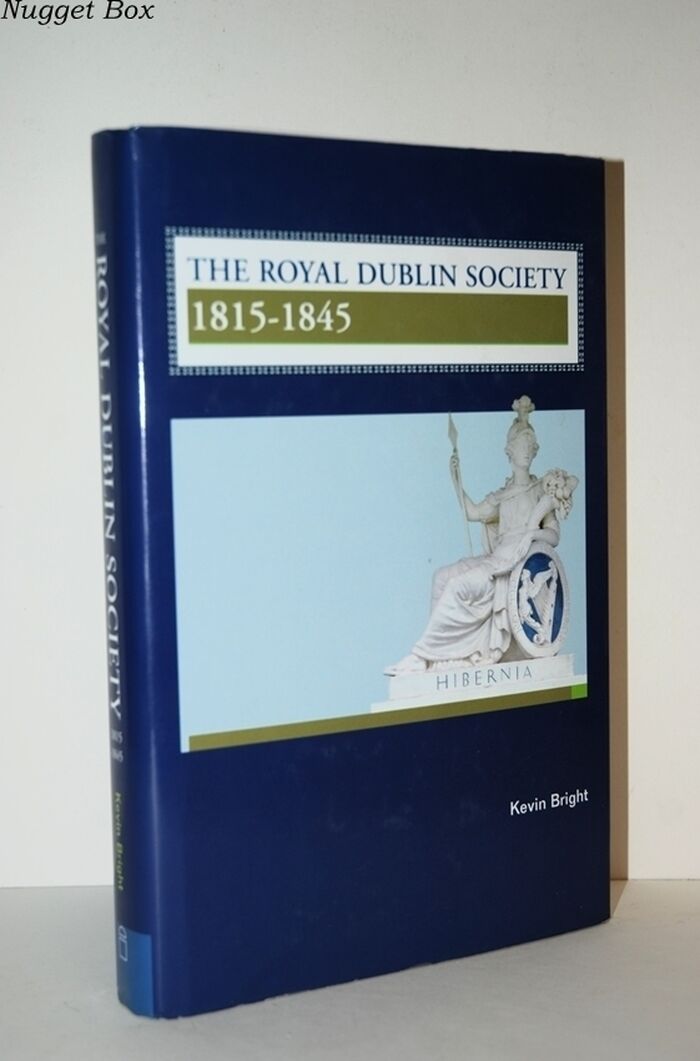 Nugget Box
THE ROYAL DUBLIN SOCIETY
1815-1845
HIBERNIA
Kevin Bright
THE ROYAL DUBLIN SOCIETY
1815
1845
Kevin Bright